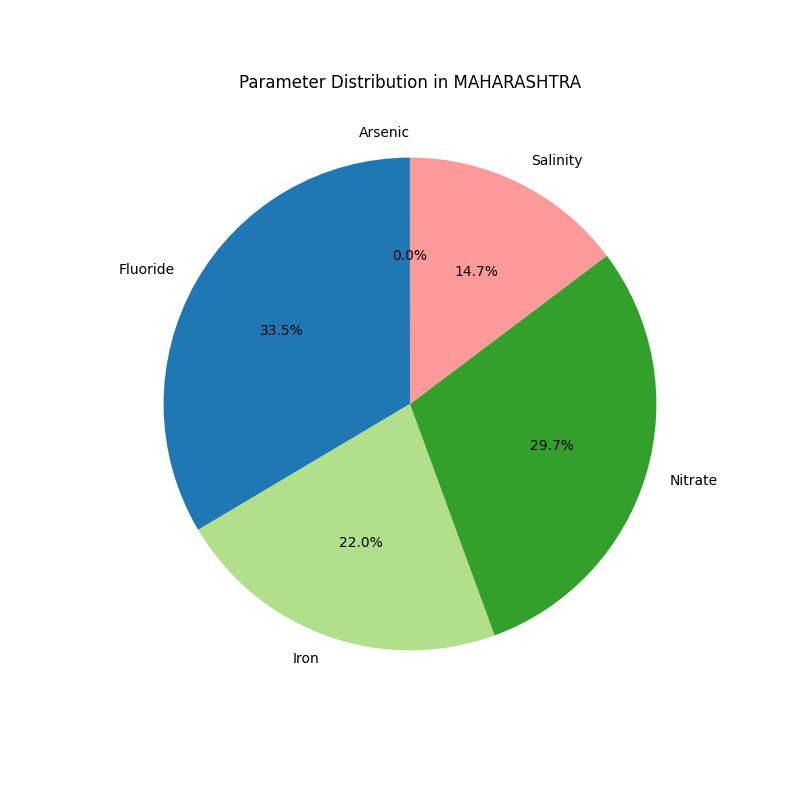 Parameter Distribution in MAHARASHTRA
Arsenic
Salinity
0.0%
14.7%
Fluoride
33.5%
29.7%
Nitrate
22.0%
Iron